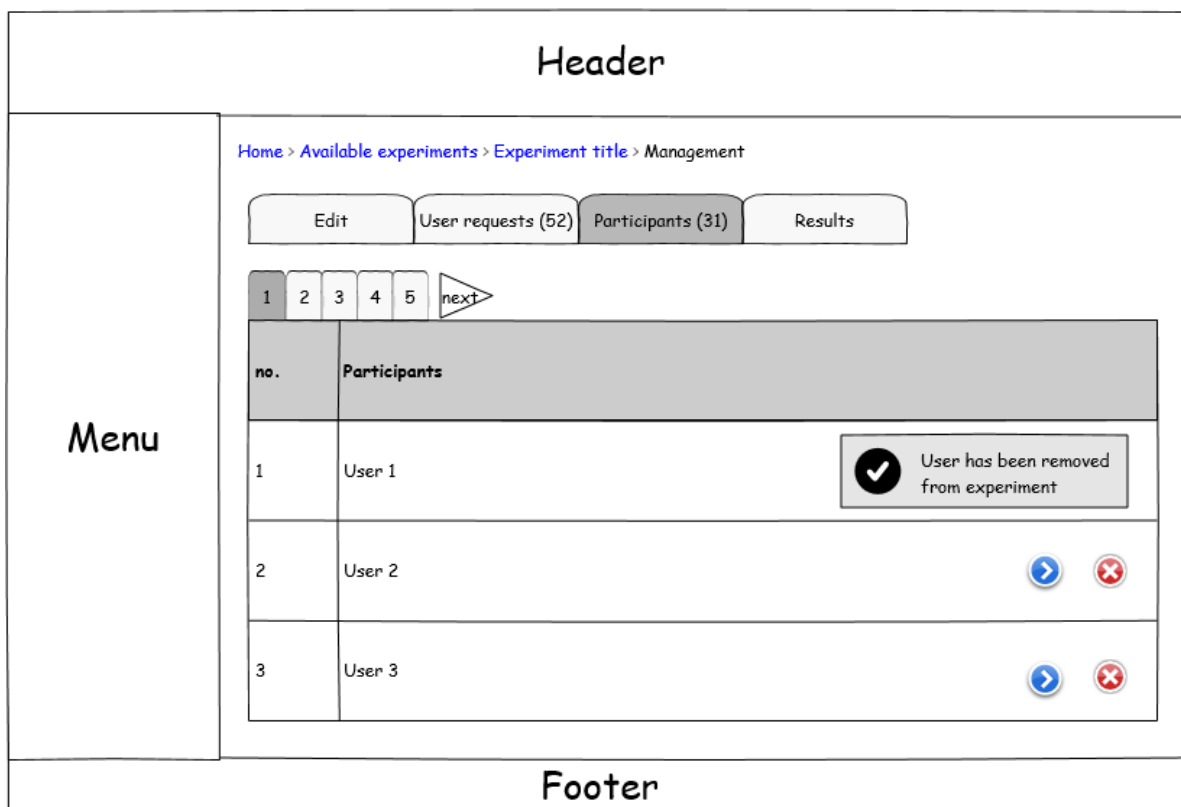 Header
Home > Available experiments > Experiment title > Management
Edit User requests (52) Participants (31) Results
1 2 3 4 5 next
no. Participants
Menu
1 User 1 User has been removed
from experiment
2 User 2
3 User 3
Footer